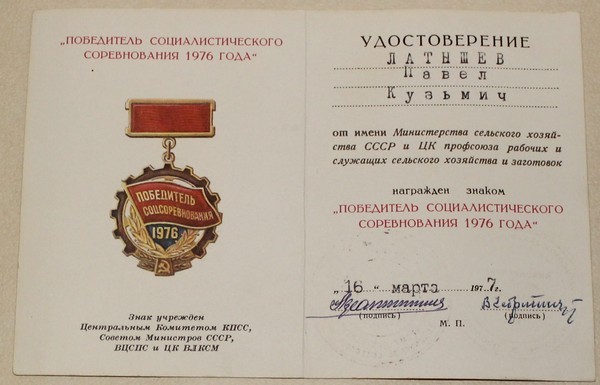 „ПОБЕДИТЕЛЬ СОЦИАЛИСТИЧЕСКОГО
СОРЕВНОВАНИЯ 1976 ГОДА“
ПОБЕДИТЕЛЬ
СОЦСОРЕВНОВАНИЯ
1976
Знак учрежден
Центральным Комитетом КПСС,
Советом Министров СССР,
ВЦСПС и ЦК ВЛКСМ
УДОСТОВЕРЕНИЕ
ЛАТЫШЕВ
Павел
Кузьмич
от имени Министерства сельского хозяй-
ства СССР и ЦК профсоюза рабочих и
служащих сельского хозяйства и заготовок
награжден знаком
„ПОБЕДИТЕЛЬ СОЦИАЛИСТИЧЕСКОГО
СОРЕВНОВАНИЯ 1976 ГОДА“
„16“ марта 1977г.
(подпись) (подпись)
М. П.